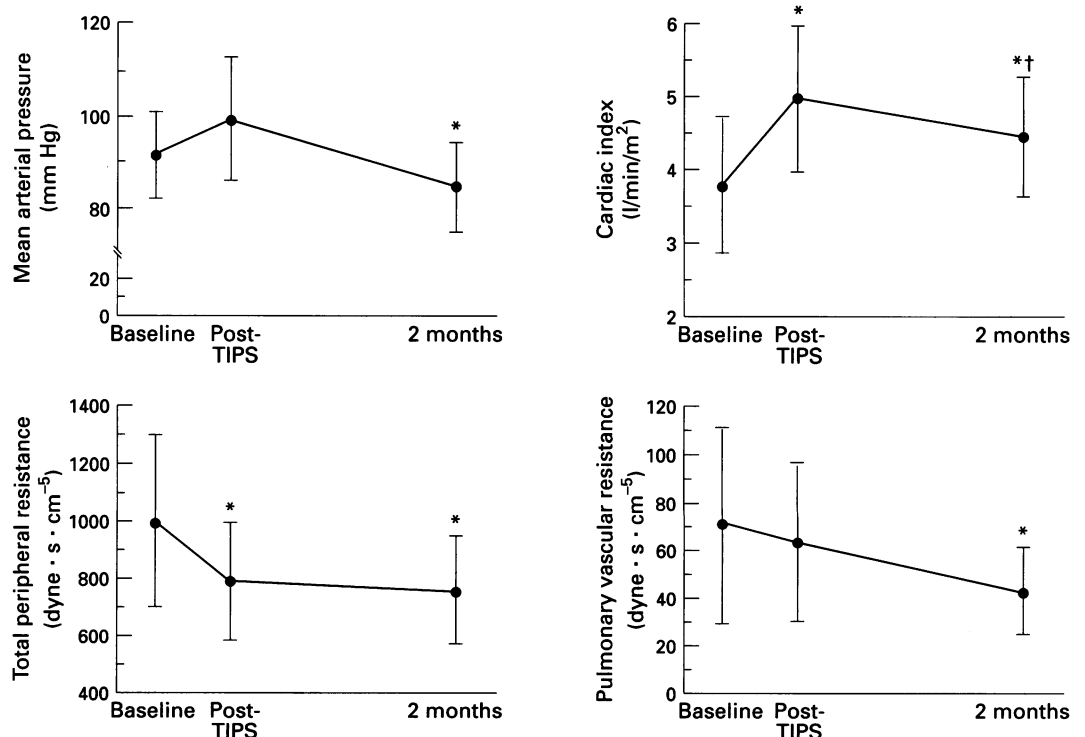 Mean arterial pressure
(mm Hg)
120
100
80
20
0
*
Baseline Post-
TIPS
2 months
Cardiac index
(l/min/m²)
6
5
4
3
2
*
*†
Baseline Post-
TIPS
2 months
Total peripheral resistance
(dyne · s · cm⁻⁵)
1400
1200
1000
800
600
400
*
*
Baseline Post-
TIPS
2 months
Pulmonary vascular resistance
(dyne · s · cm⁻⁵)
120
100
80
60
40
20
0
*
Baseline Post-
TIPS
2 months